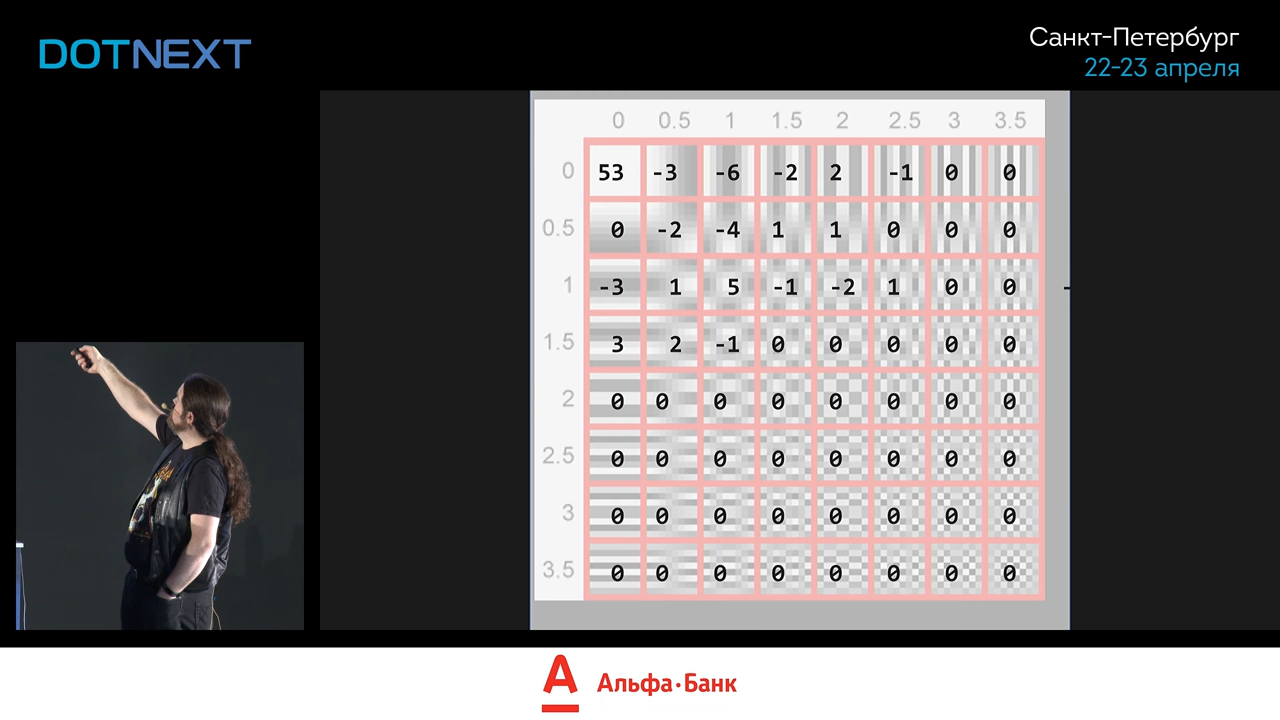 DOTNEXT
Санкт-Петербург
22-23 апреля
0 0.5 1 1.5 2 2.5 3 3.5
0 53 -3 -6 -2 2 -1 0 0
0.5 0 -2 -4 1 1 0 0 0
1 -3 1 5 -1 -2 1 0 0 -
1.5 3 2 -1 0 0 0 0 0
2 0 0 0 0 0 0 0 0
2.5 0 0 0 0 0 0 0 0
3 0 0 0 0 0 0 0 0
3.5 0 0 0 0 0 0 0 0
А Альфа·Банк